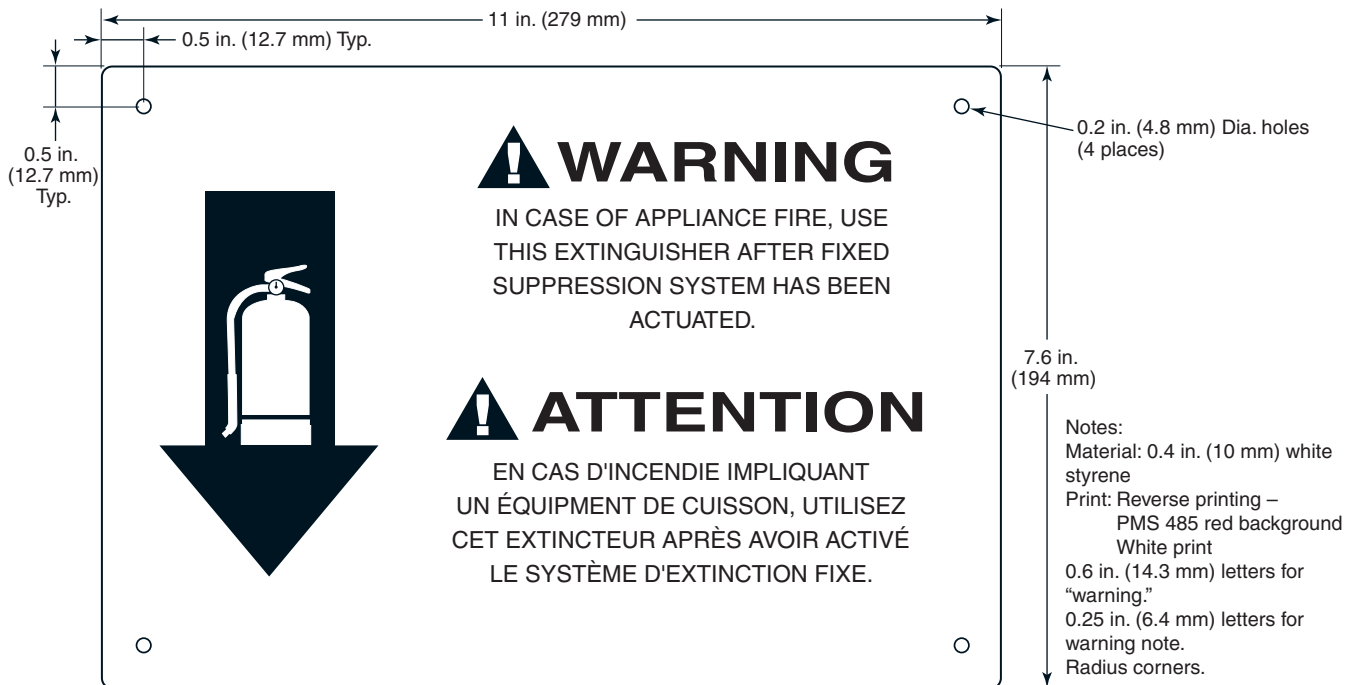 11 in. (279 mm)
0.5 in. (12.7 mm) Typ.
0.5 in.
(12.7 mm)
Typ.
0.2 in. (4.8 mm) Dia. holes
(4 places)
WARNING
IN CASE OF APPLIANCE FIRE, USE
THIS EXTINGUISHER AFTER FIXED
SUPPRESSION SYSTEM HAS BEEN
ACTUATED.
7.6 in.
(194 mm)
ATTENTION
EN CAS D'INCENDIE IMPLIQUANT
UN ÉQUIPMENT DE CUISSON, UTILISEZ
CET EXTINCTEUR APRÈS AVOIR ACTIVÉ
LE SYSTÈME D'EXTINCTION FIXE.
Notes:
Material: 0.4 in. (10 mm) white
styrene
Print: Reverse printing –
PMS 485 red background
White print
0.6 in. (14.3 mm) letters for
“warning.”
0.25 in. (6.4 mm) letters for
warning note.
Radius corners.